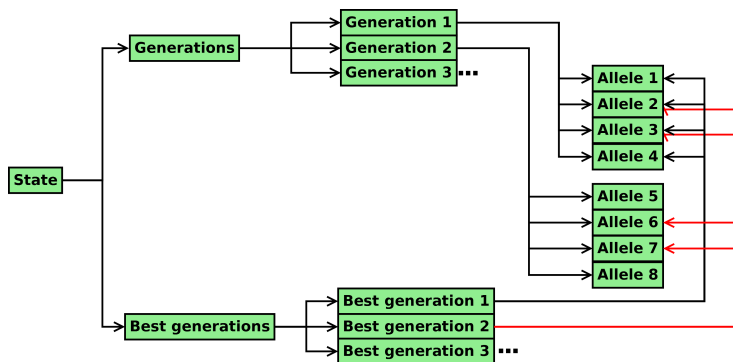 Generation 1
Generations
Generation 2
Generation 3 ...
Allele 1
Allele 2
Allele 3
Allele 4
State
Allele 5
Allele 6
Allele 7
Allele 8
Best generation 1
Best generations
Best generation 2
Best generation 3 ...